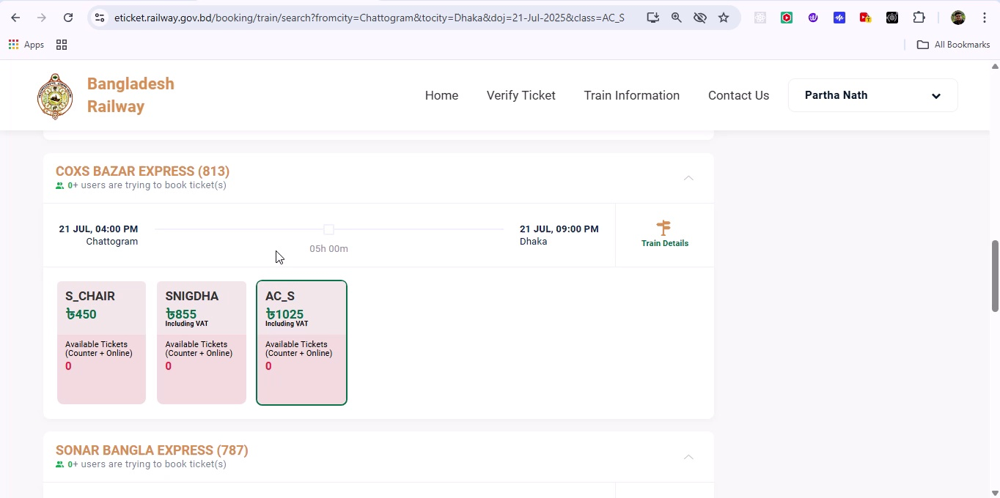 eticket.railway.gov.bd/booking/train/search?fromcity=Chattogram&tocity=Dhaka&doj=21-Jul-2025&class=AC_S
Apps
All Bookmarks
Bangladesh
Railway
Home
Verify Ticket
Train Information
Contact Us
Partha Nath
COXS BAZAR EXPRESS (813)
0+ users are trying to book ticket(s)
21 JUL, 04:00 PM
Chattogram
05h 00m
21 JUL, 09:00 PM
Dhaka
Train Details
S_CHAIR
৳450
Available Tickets
(Counter + Online)
0
SNIGDHA
৳855
Including VAT
Available Tickets
(Counter + Online)
0
AC_S
৳1025
Including VAT
Available Tickets
(Counter + Online)
0
SONAR BANGLA EXPRESS (787)
0+ users are trying to book ticket(s)